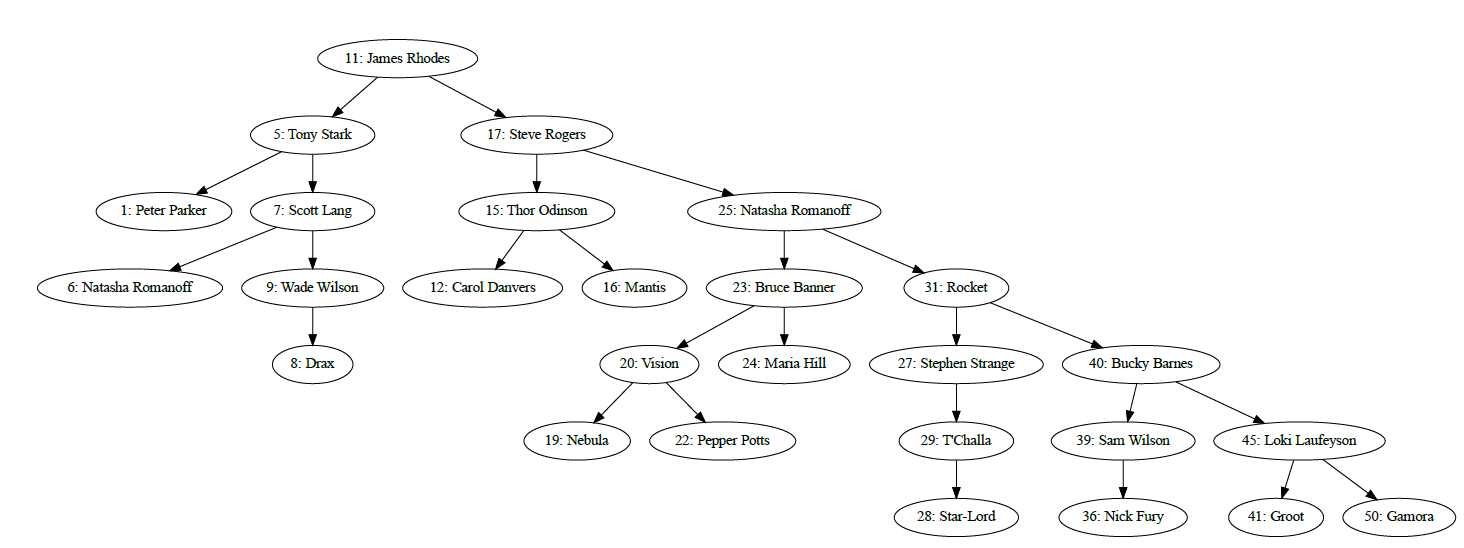 11: James Rhodes
5: Tony Stark
17: Steve Rogers
1: Peter Parker
7: Scott Lang
15: Thor Odinson
25: Natasha Romanoff
6: Natasha Romanoff
9: Wade Wilson
12: Carol Danvers
16: Mantis
23: Bruce Banner
31: Rocket
8: Drax
20: Vision
24: Maria Hill
27: Stephen Strange
40: Bucky Barnes
19: Nebula
22: Pepper Potts
29: T'Challa
39: Sam Wilson
45: Loki Laufeyson
28: Star-Lord
36: Nick Fury
41: Groot
50: Gamora